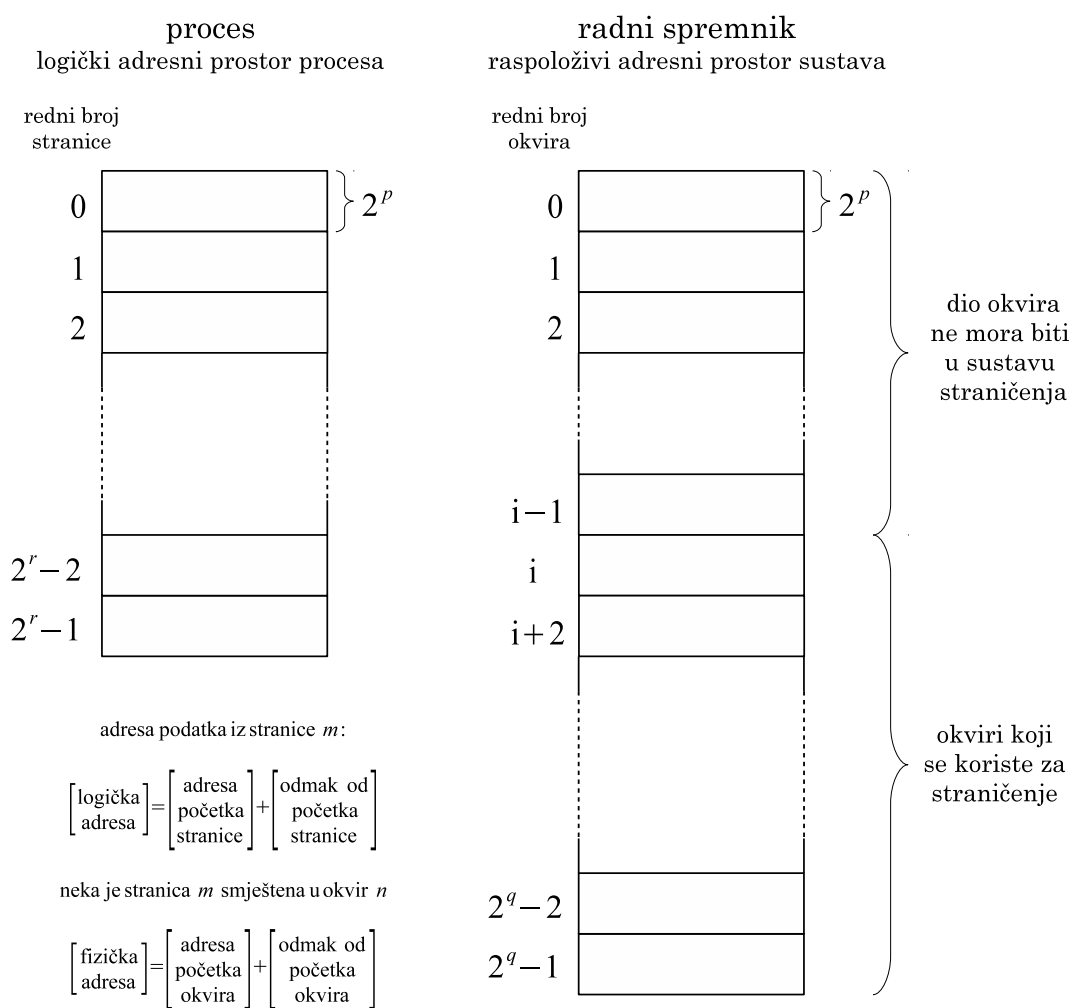 proces
logički adresni prostor procesa
redni broj
stranice
0
2^p
1
2
2^r−2
2^r−1
adresa podatka iz stranice m:
[logička adresa]=[adresa početka stranice]+[odmak od početka stranice]
neka je stranica m smještena u okvir n
[fizička adresa]=[adresa početka okvira]+[odmak od početka okvira]
radni spremnik
raspoloživi adresni prostor sustava
redni broj
okvira
0
2^p
1
2
i−1
i
i+2
2^q−2
2^q−1
dio okvira
ne mora biti
u sustavu
straničenja
okviri koji
se koriste za
straničenje